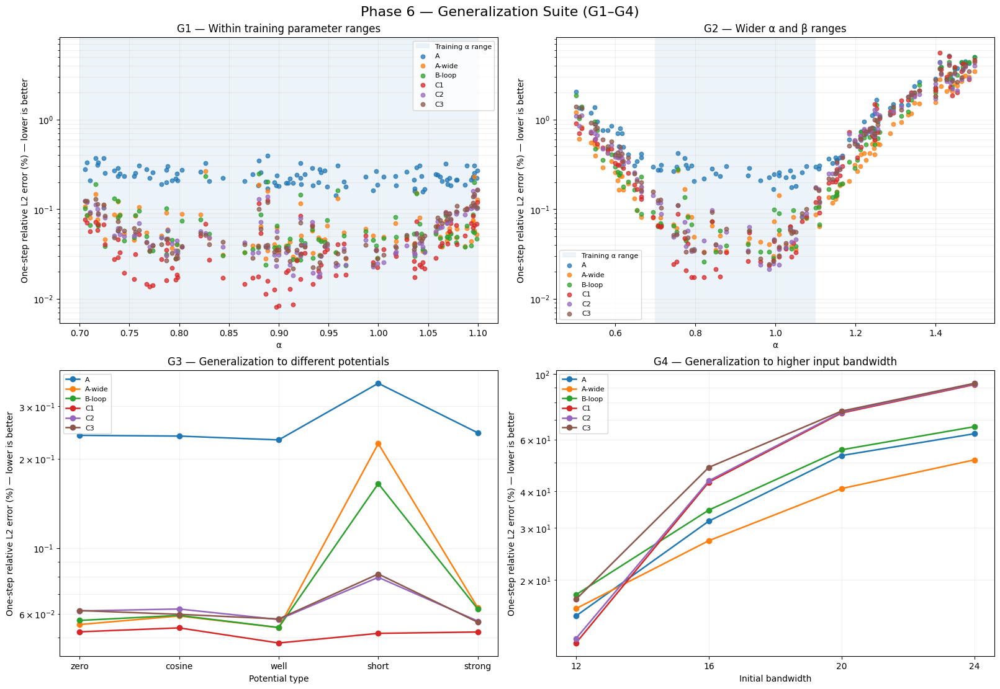 Phase 6 — Generalization Suite (G1–G4)
G1 — Within training parameter ranges
One-step relative L2 error (%) — lower is better
10⁰
10⁻¹
10⁻²
Training α range
A
A-wide
B-loop
C1
C2
C3
0.70 0.75 0.80 0.85 0.90 0.95 1.00 1.05 1.10
α
G2 — Wider α and β ranges
One-step relative L2 error (%) — lower is better
10⁰
10⁻¹
10⁻²
Training α range
A
A-wide
B-loop
C1
C2
C3
0.6 0.8 1.0 1.2 1.4
α
G3 — Generalization to different potentials
One-step relative L2 error (%) — lower is better
A
A-wide
B-loop
C1
C2
C3
3 × 10⁻¹
2 × 10⁻¹
10⁻¹
6 × 10⁻²
zero cosine well short strong
Potential type
G4 — Generalization to higher input bandwidth
One-step relative L2 error (%) — lower is better
A
A-wide
B-loop
C1
C2
C3
10²
6 × 10¹
4 × 10¹
3 × 10¹
2 × 10¹
12 16 20 24
Initial bandwidth